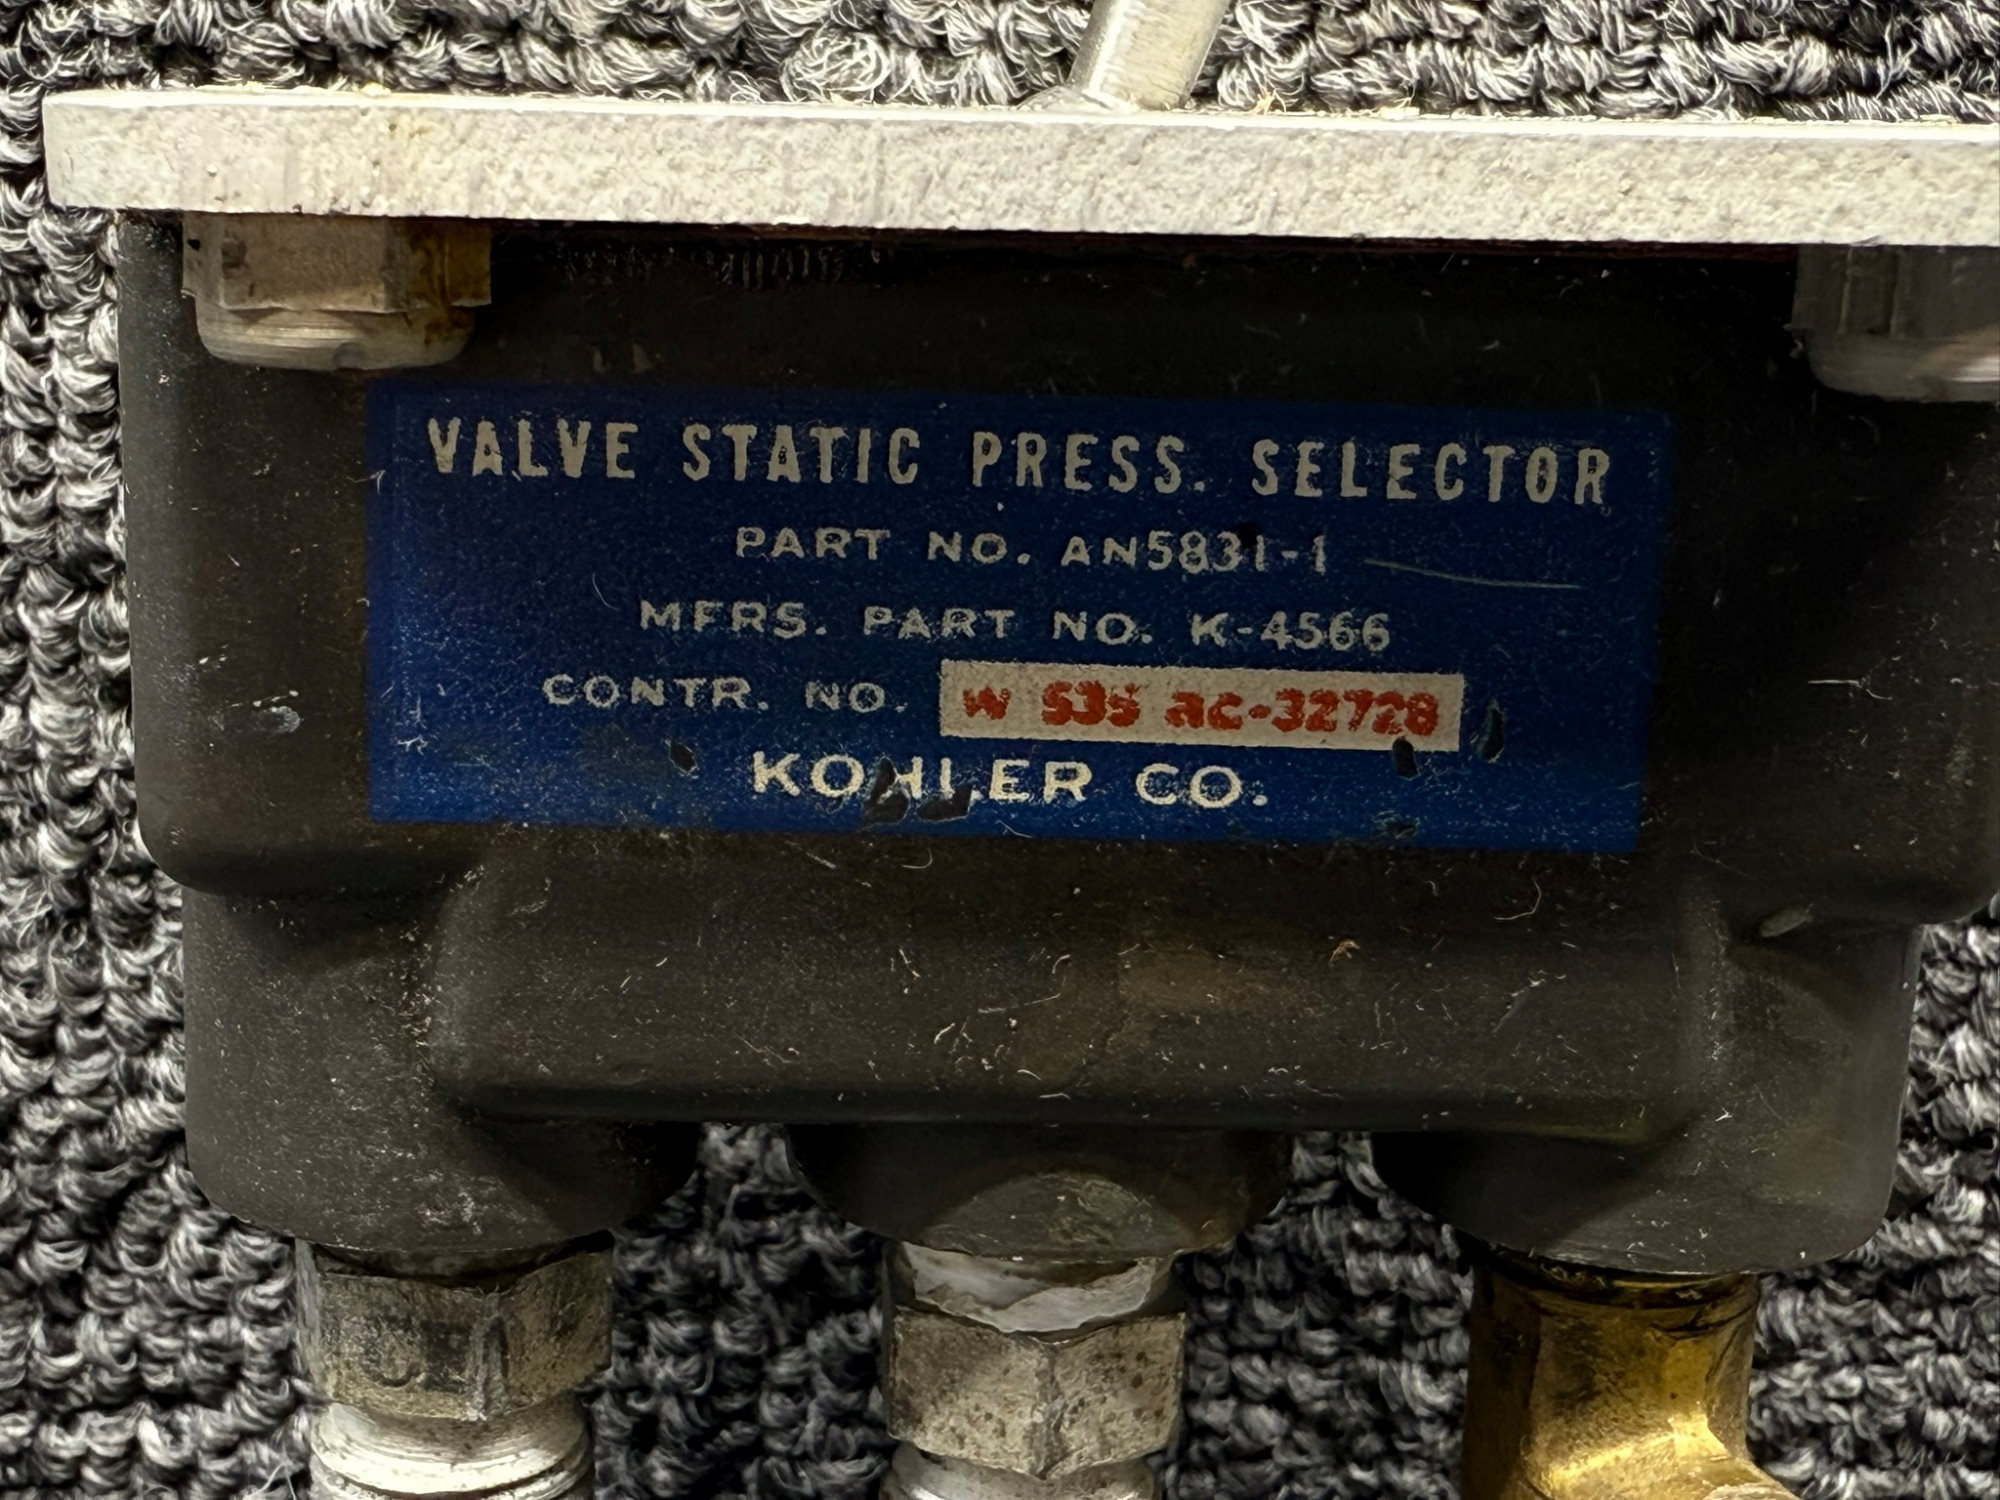 VALVE STATIC PRESS. SELECTOR
PART NO. AN5831-1
MFRS. PART NO. K-4566
CONTR. NO. W 535 ac-32728
KOHLER CO.